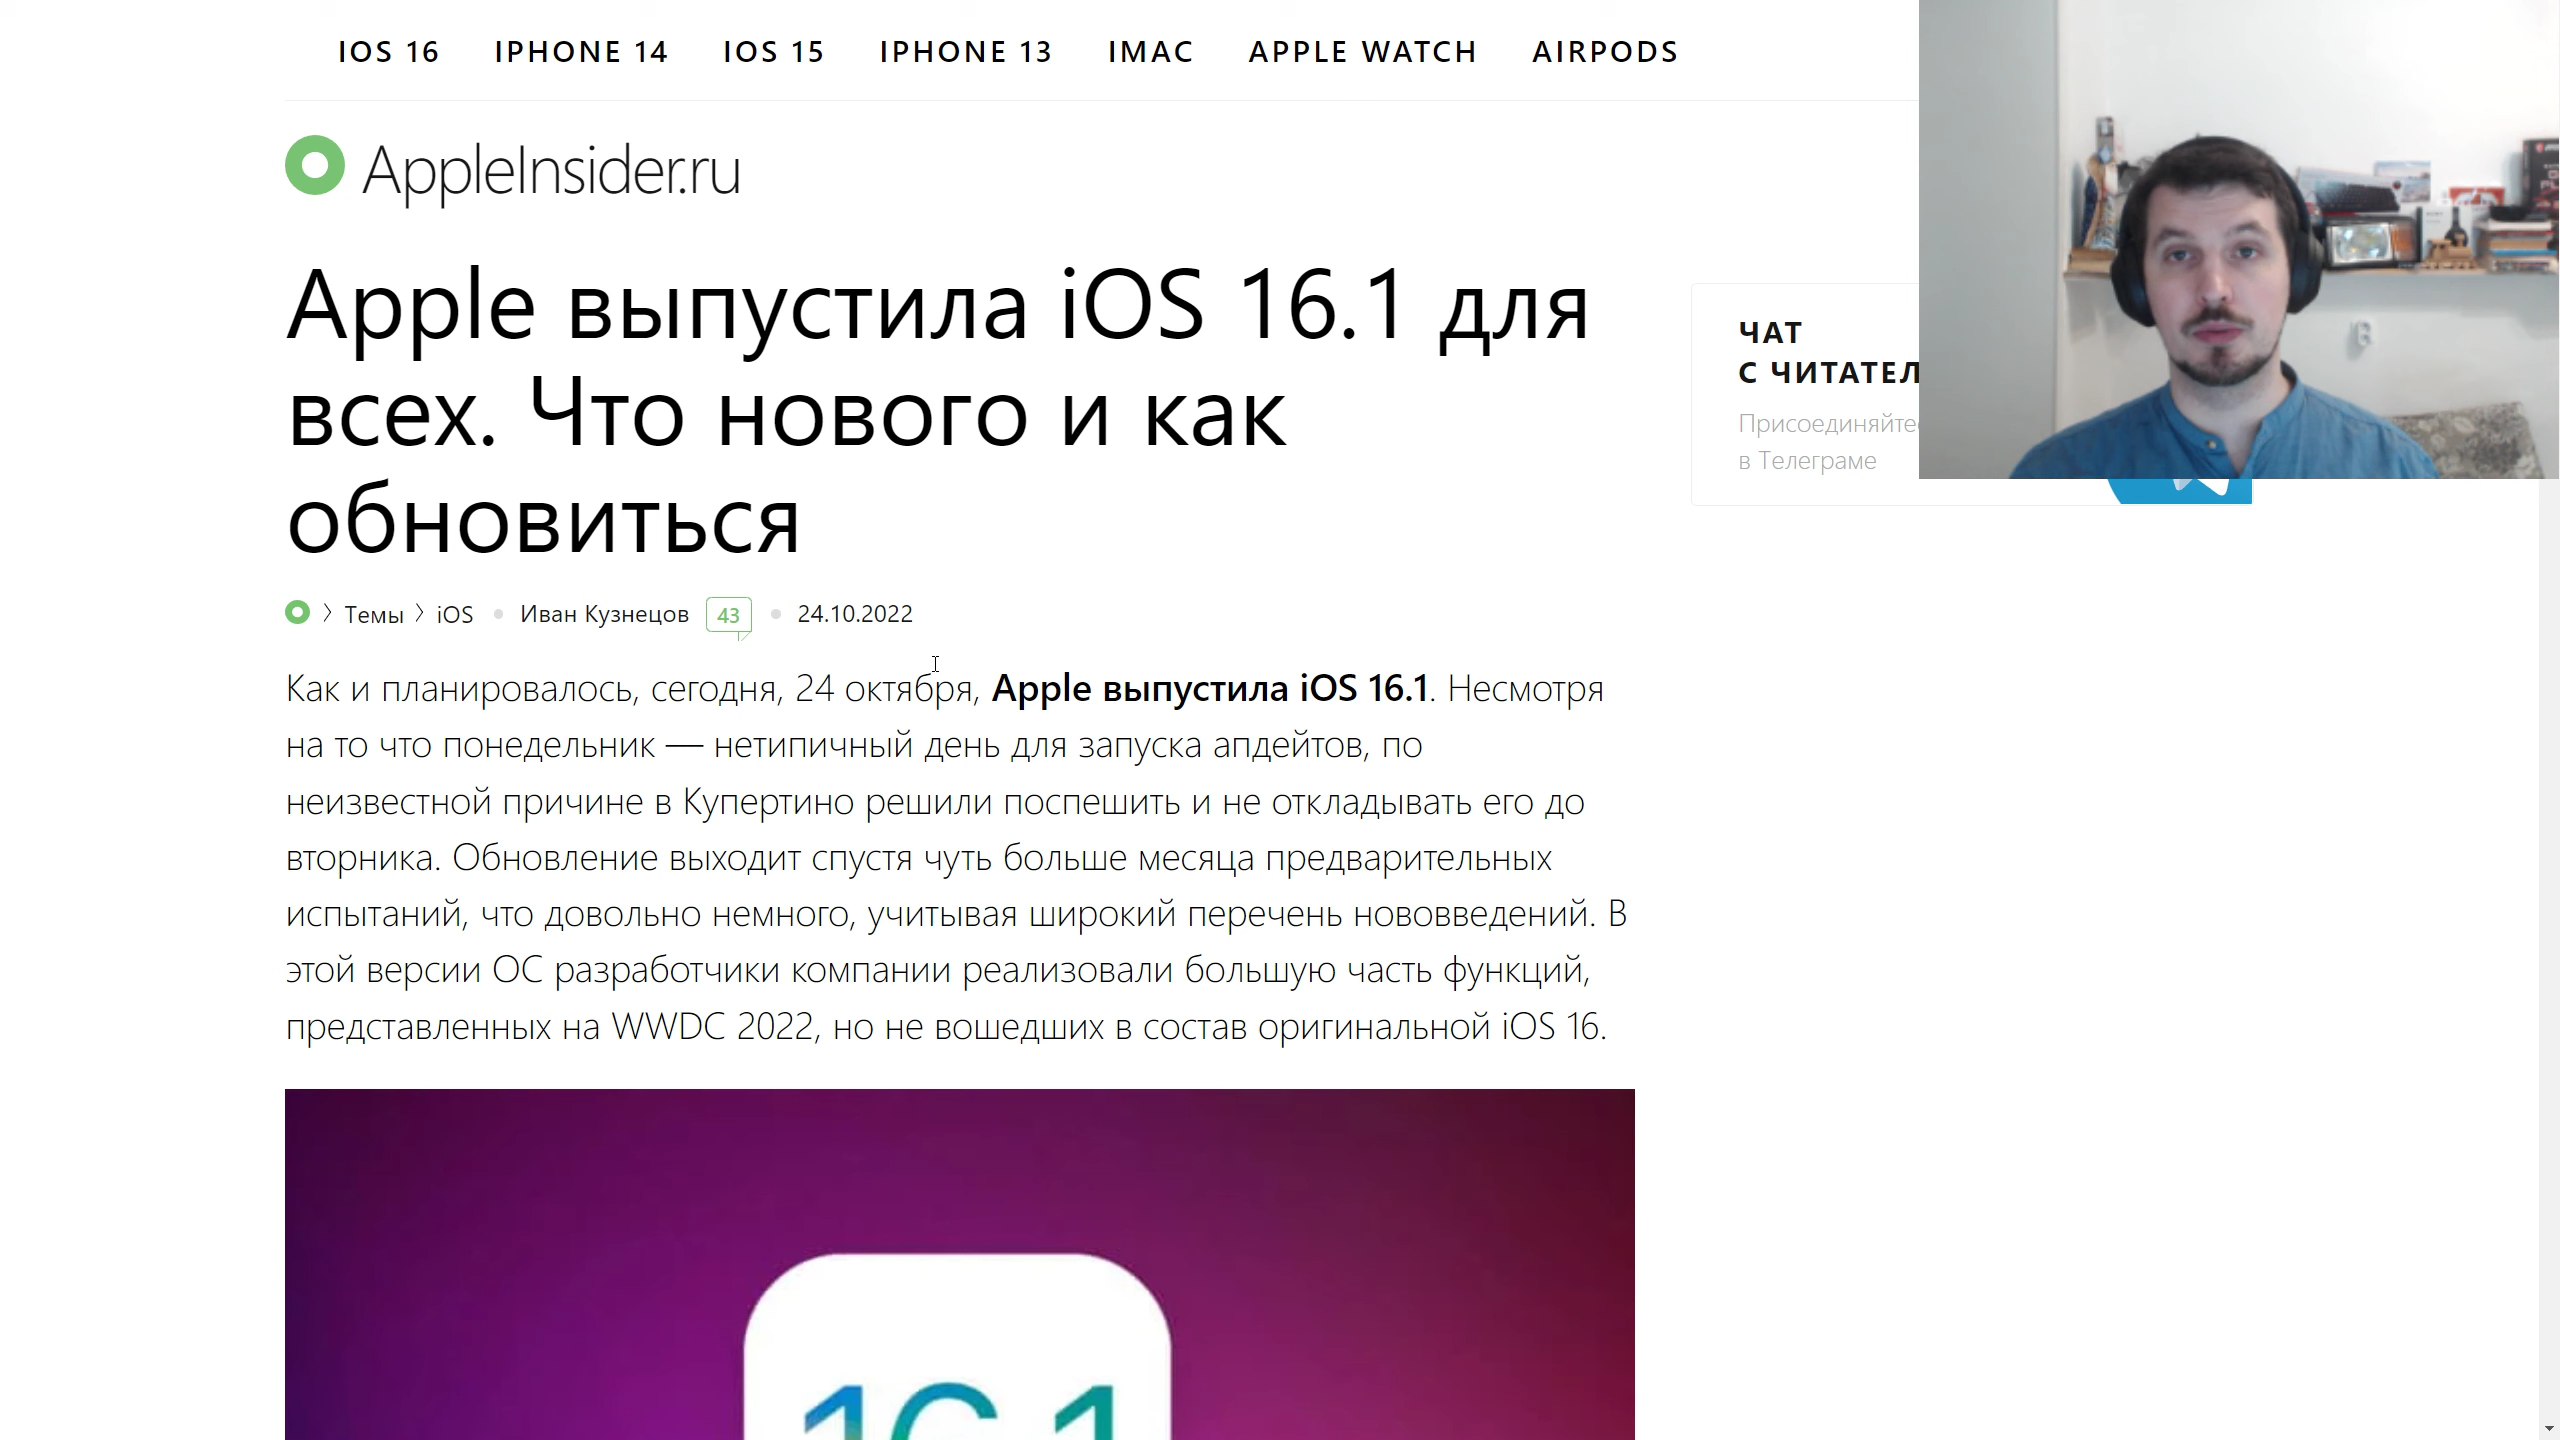 IOS 16 IPHONE 14 IOS 15 IPHONE 13 IMAC APPLE WATCH AIRPODS
AppleInsider.ru
Apple выпустила iOS 16.1 для
всех. Что нового и как
обновиться
Темы iOS Иван Кузнецов 43 24.10.2022
Как и планировалось, сегодня, 24 октября, Apple выпустила iOS 16.1. Несмотря
на то что понедельник — нетипичный день для запуска апдейтов, по
неизвестной причине в Купертино решили поспешить и не откладывать его до
вторника. Обновление выходит спустя чуть больше месяца предварительных
испытаний, что довольно немного, учитывая широкий перечень нововведений. В
этой версии ОС разработчики компании реализовали большую часть функций,
представленных на WWDC 2022, но не вошедших в состав оригинальной iOS 16.
16.1
ЧАТ
С ЧИТАТЕЛ
Присоединяйте
в Телеграме